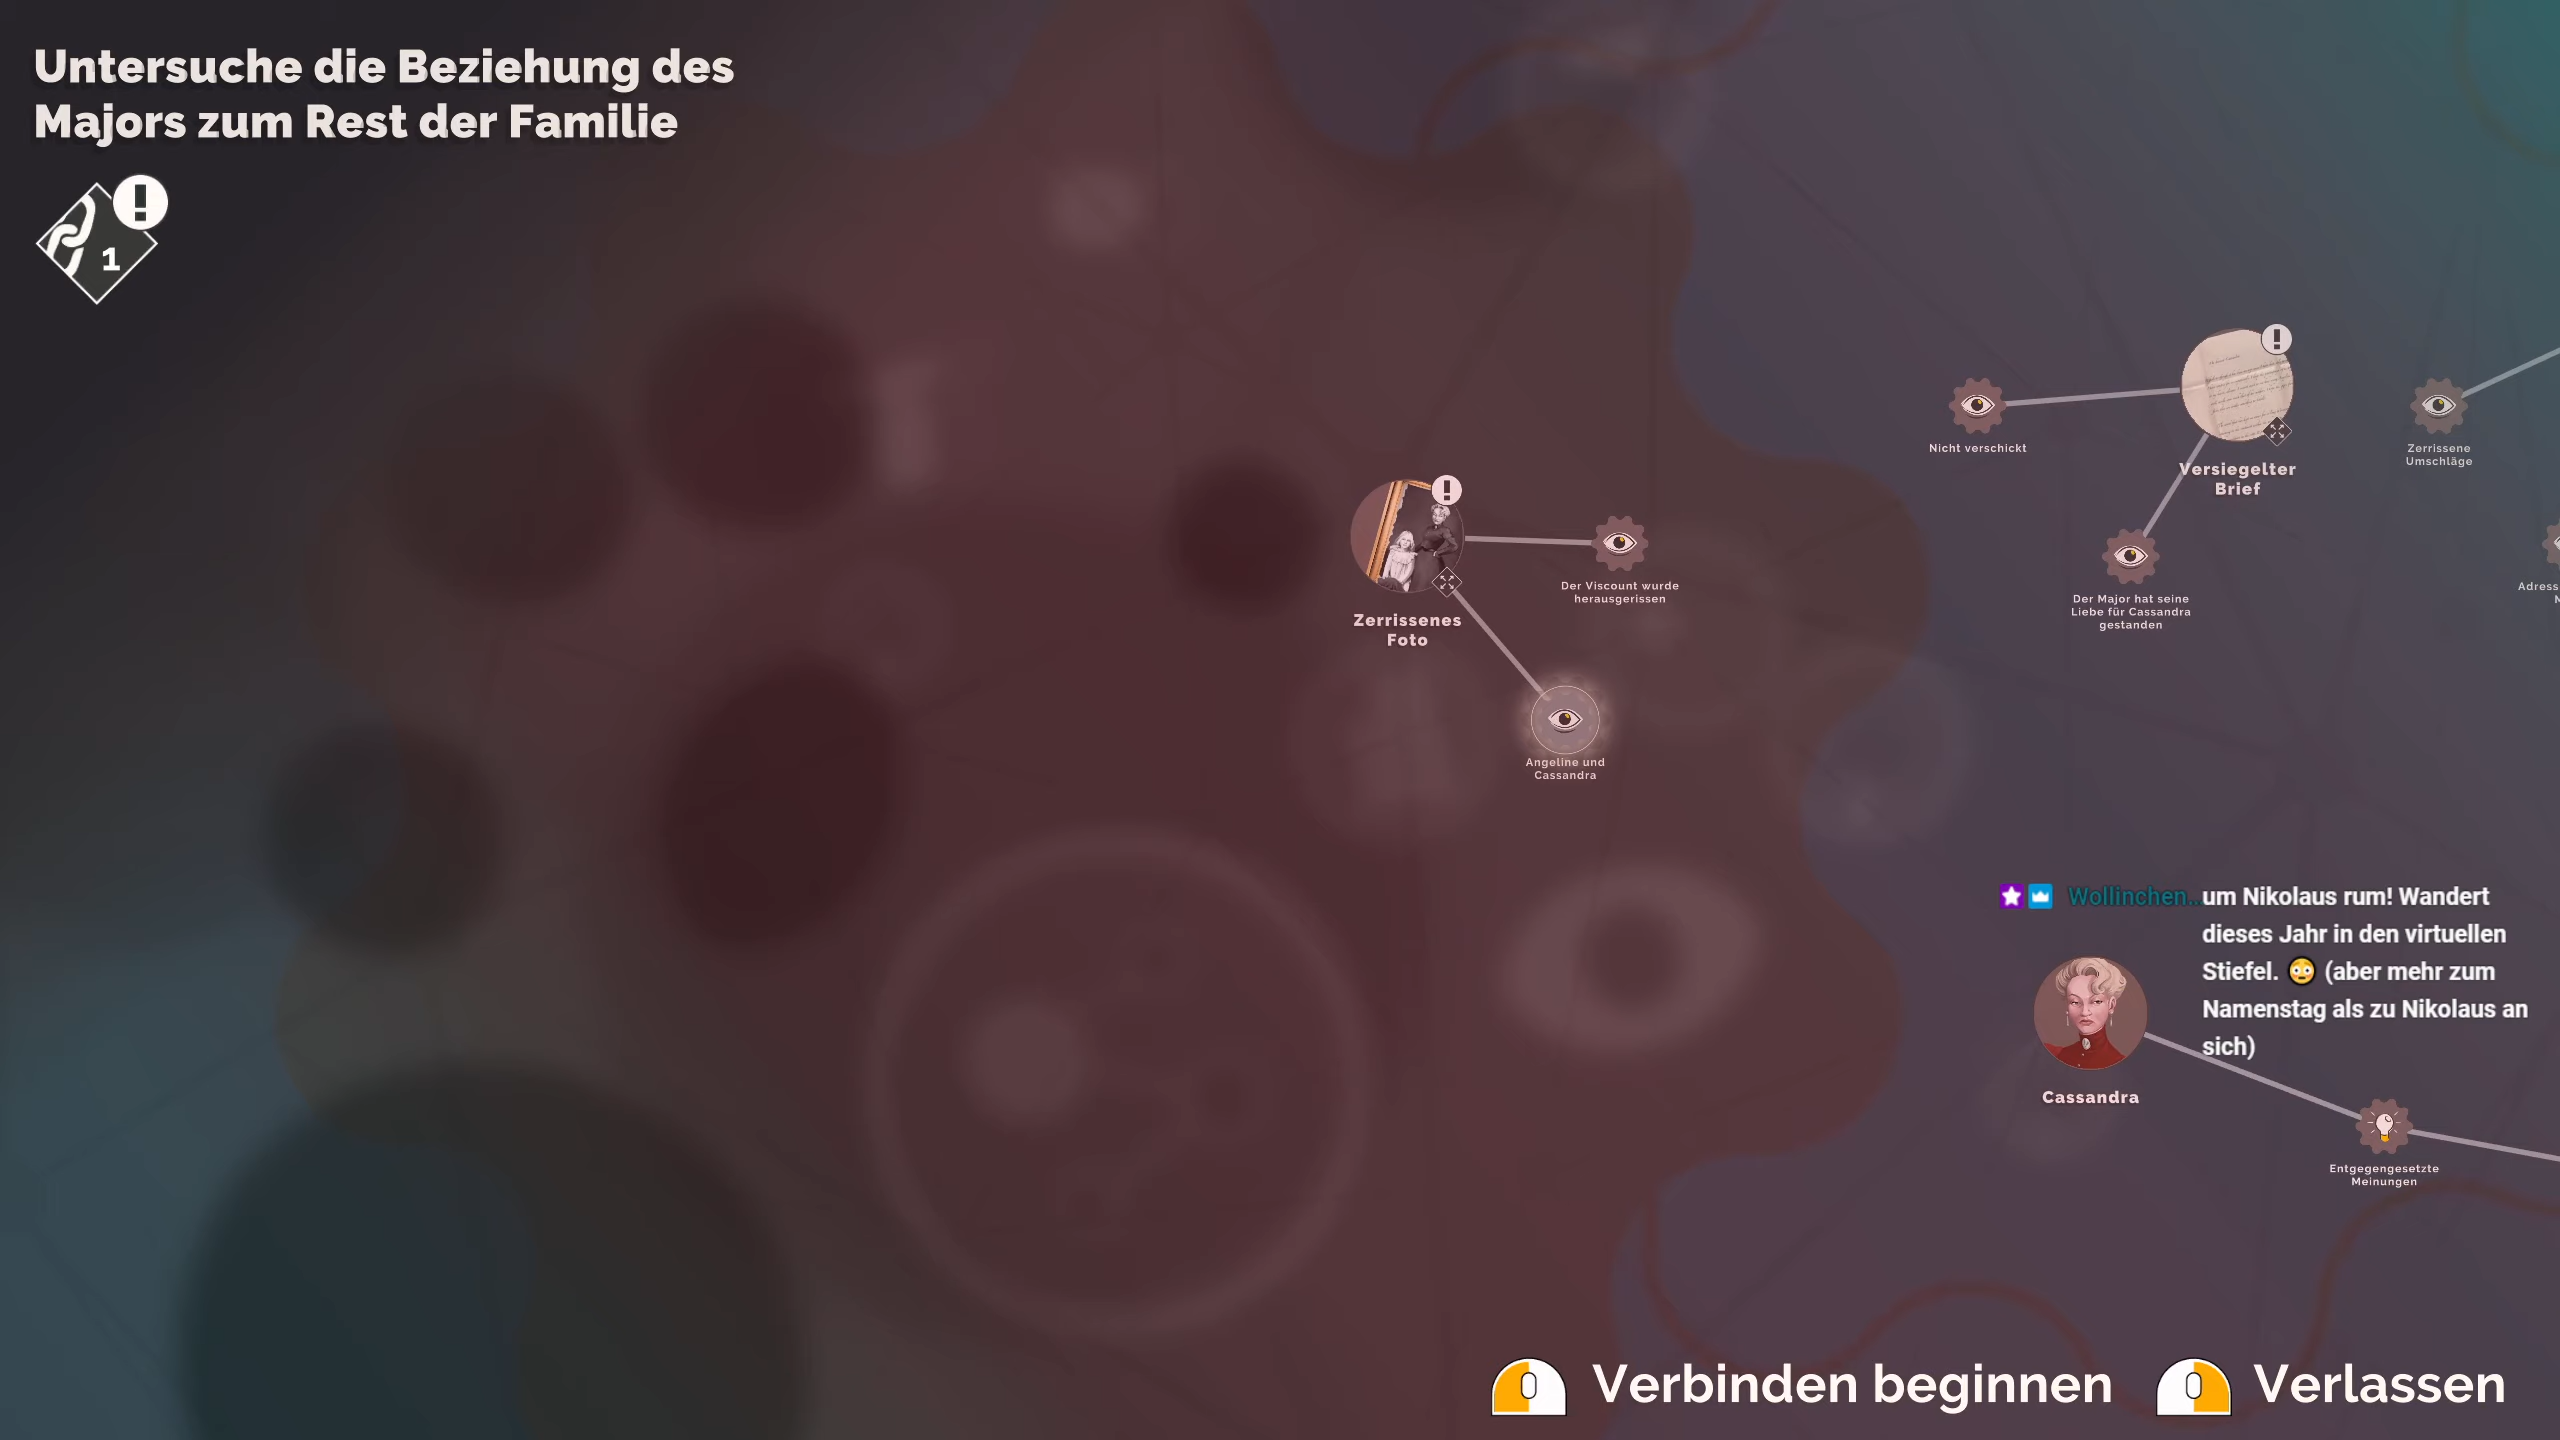 Untersuche die Beziehung des
Majors zum Rest der Familie
1
Nicht verschickt
Versiegelter
Brief
Zerrissene
Umschläge
Der Major hat seine
Liebe für Cassandra
gestanden
Zerrissenes
Foto
Der Viscount wurde
herausgerissen
Angeline und
Cassandra
Wollinchen... um Nikolaus rum! Wandert
dieses Jahr in den virtuellen
Stiefel. 😳 (aber mehr zum
Namenstag als zu Nikolaus an
sich)
Cassandra
Entgegengesetzte
Meinungen
Verbinden beginnen
Verlassen